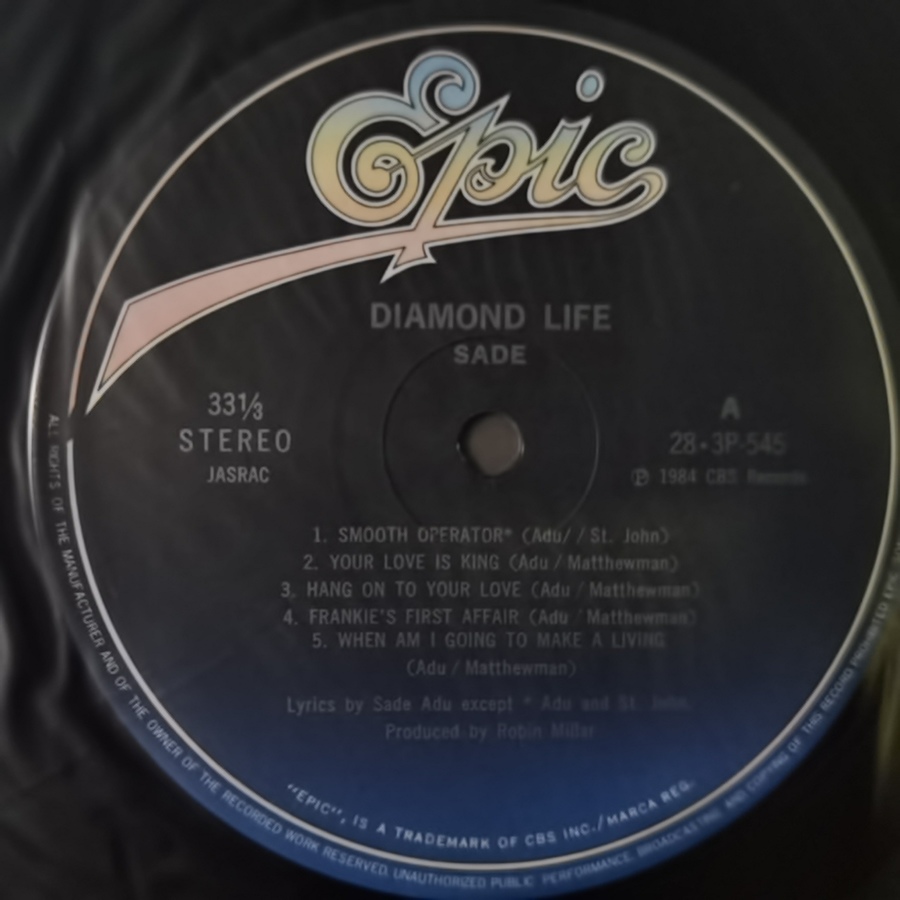 Epic
DIAMOND LIFE
SADE
33⅓
STEREO
JASRAC
A
28・3P-545
Ⓟ 1984 CBS Records
1. SMOOTH OPERATOR* (Adu/ / St. John)
2. YOUR LOVE IS KING (Adu / Matthewman)
3. HANG ON TO YOUR LOVE (Adu / Matthewman)
4. FRANKIE'S FIRST AFFAIR (Adu / Matthewman)
5. WHEN AM I GOING TO MAKE A LIVING
(Adu / Matthewman)
Lyrics by Sade Adu except * Adu and St. John.
Produced by Robin Millar
"EPIC", IS A TRADEMARK OF CBS INC./MARCA REG.
ALL RIGHTS OF THE MANUFACTURER AND OF THE OWNER OF THE RECORDED WORK RESERVED. UNAUTHORIZED PUBLIC PERFORMANCE, BROADCASTING AND COPYING OF THIS RECORD PROHIBITED